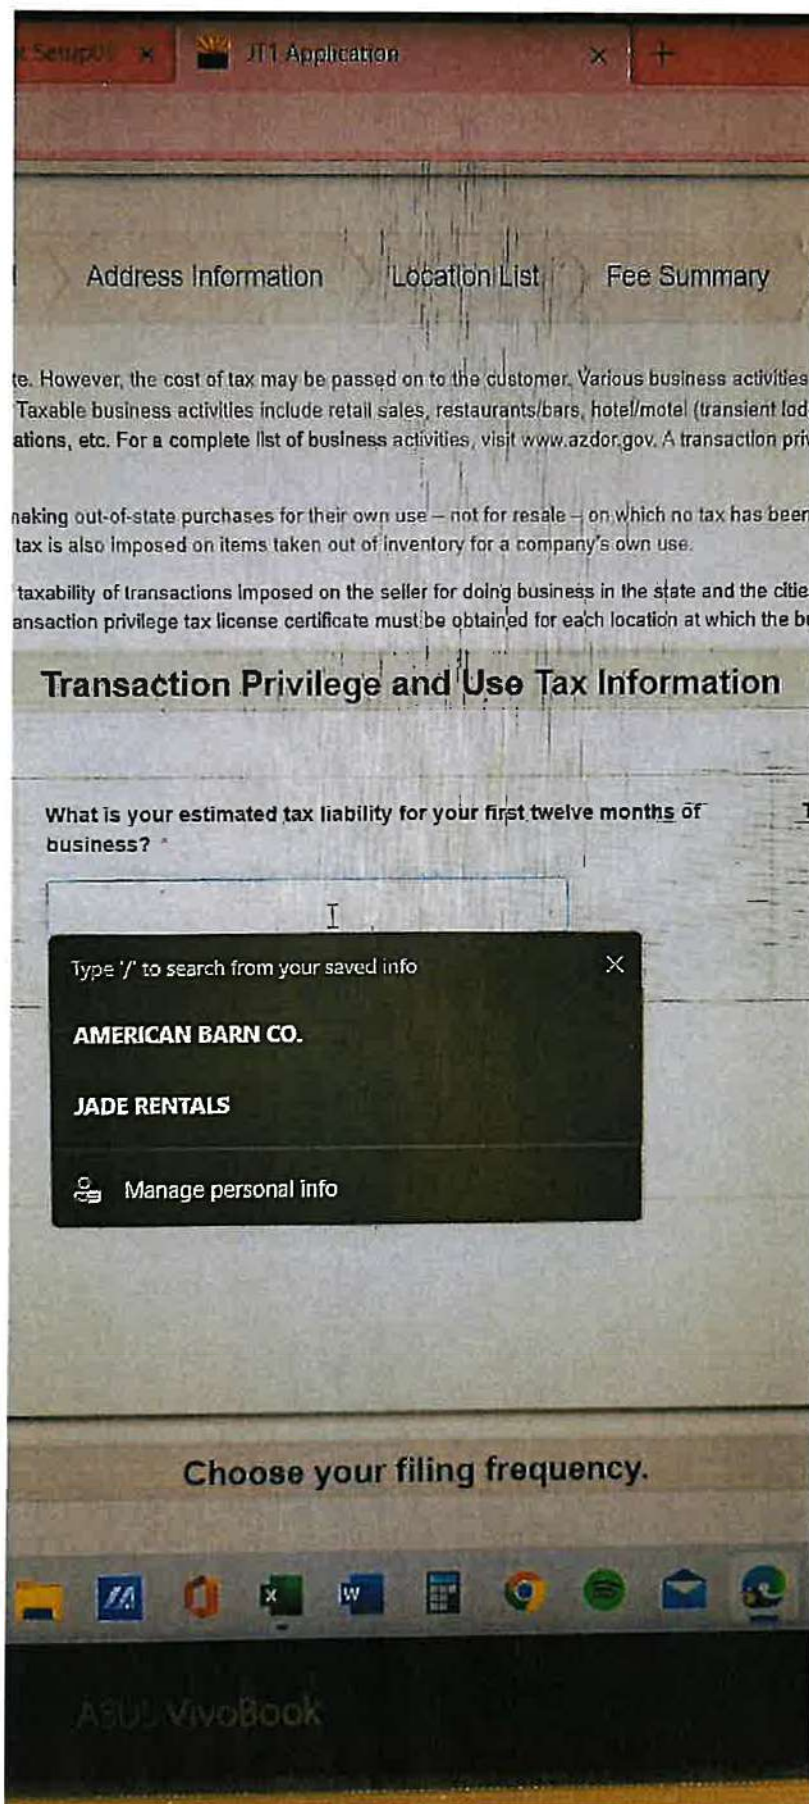 JT1 Application
Address Information
Location List
Fee Summary
te. However, the cost of tax may be passed on to the customer. Various business activities
Taxable business activities include retail sales, restaurants/bars, hotel/motel (transient lod
ations, etc. For a complete list of business activities, visit www.azdor.gov. A transaction priv
naking out-of-state purchases for their own use – not for resale – on which no tax has been
tax is also imposed on items taken out of inventory for a company's own use.
taxability of transactions imposed on the seller for doing business in the state and the citie
ansaction privilege tax license certificate must be obtained for each location at which the bu
Transaction Privilege and Use Tax Information
What is your estimated tax liability for your first twelve months of
business? *
Type '/' to search from your saved info
AMERICAN BARN CO.
JADE RENTALS
Manage personal info
Choose your filing frequency.
ASUS VivoBook